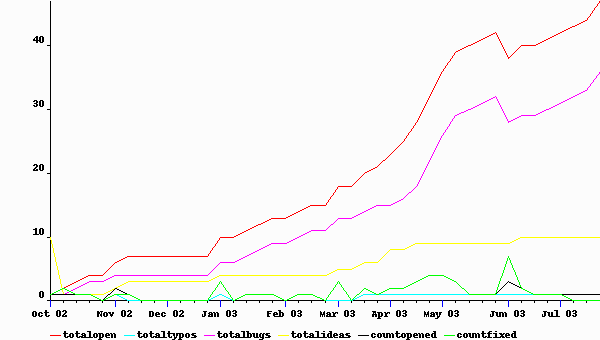 40
30
20
10
0
Oct 02 Nov 02 Dec 02 Jan 03 Feb 03 Mar 03 Apr 03 May 03 Jun 03 Jul 03
totalopen totaltypos totalbugs totalideas countopened countfixed